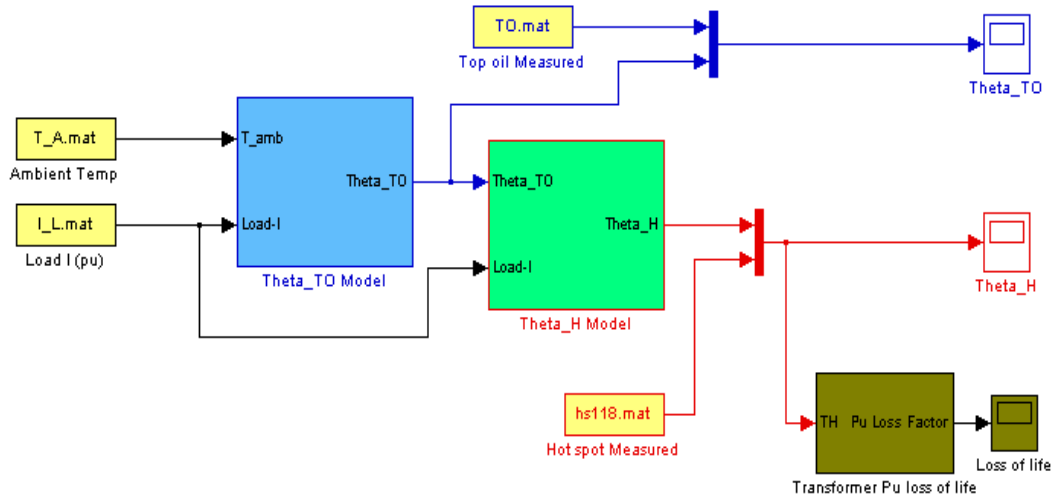 TO.mat
Top oil Measured
Theta_TO
T_A.mat
Ambient Temp
I_L.mat
Load I (pu)
T_amb
Theta_TO
Load-I
Theta_TO Model
Theta_TO
Theta_H
Load-I
Theta_H Model
Theta_H
hs118.mat
Hot spot Measured
TH Pu Loss Factor
Transformer Pu loss of life
Loss of life